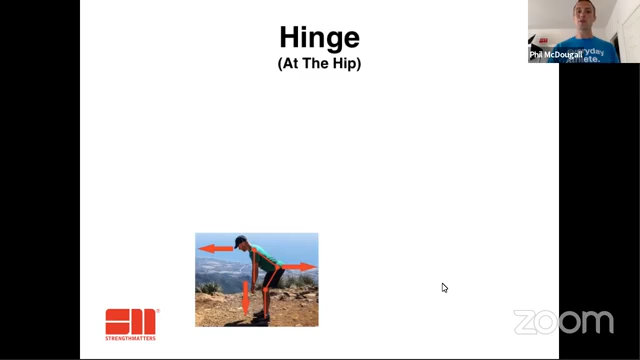 Hinge
(At The Hip)
Phil McDougall
STRENGTHMATTERS
zoom